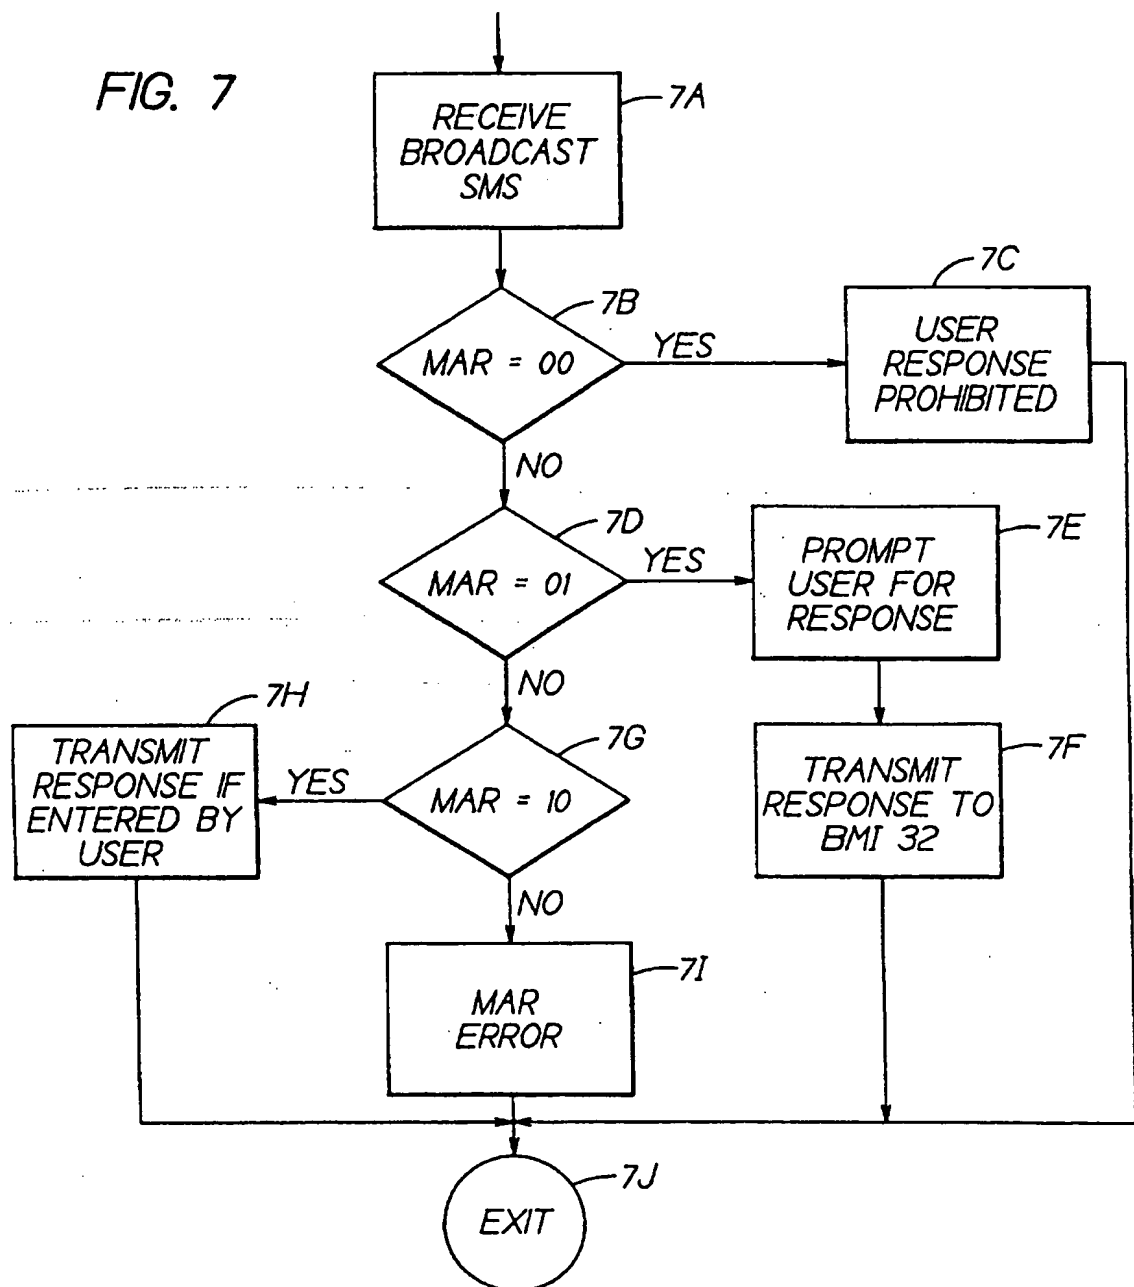 FIG. 7
7A
RECEIVE
BROADCAST
SMS
7B
MAR = 00
YES
7C
USER
RESPONSE
PROHIBITED
NO
7D
MAR = 01
YES
7E
PROMPT
USER FOR
RESPONSE
NO
7F
TRANSMIT
RESPONSE TO
BMI 32
7G
MAR = 10
YES
7H
TRANSMIT
RESPONSE IF
ENTERED BY
USER
NO
7I
MAR
ERROR
7J
EXIT